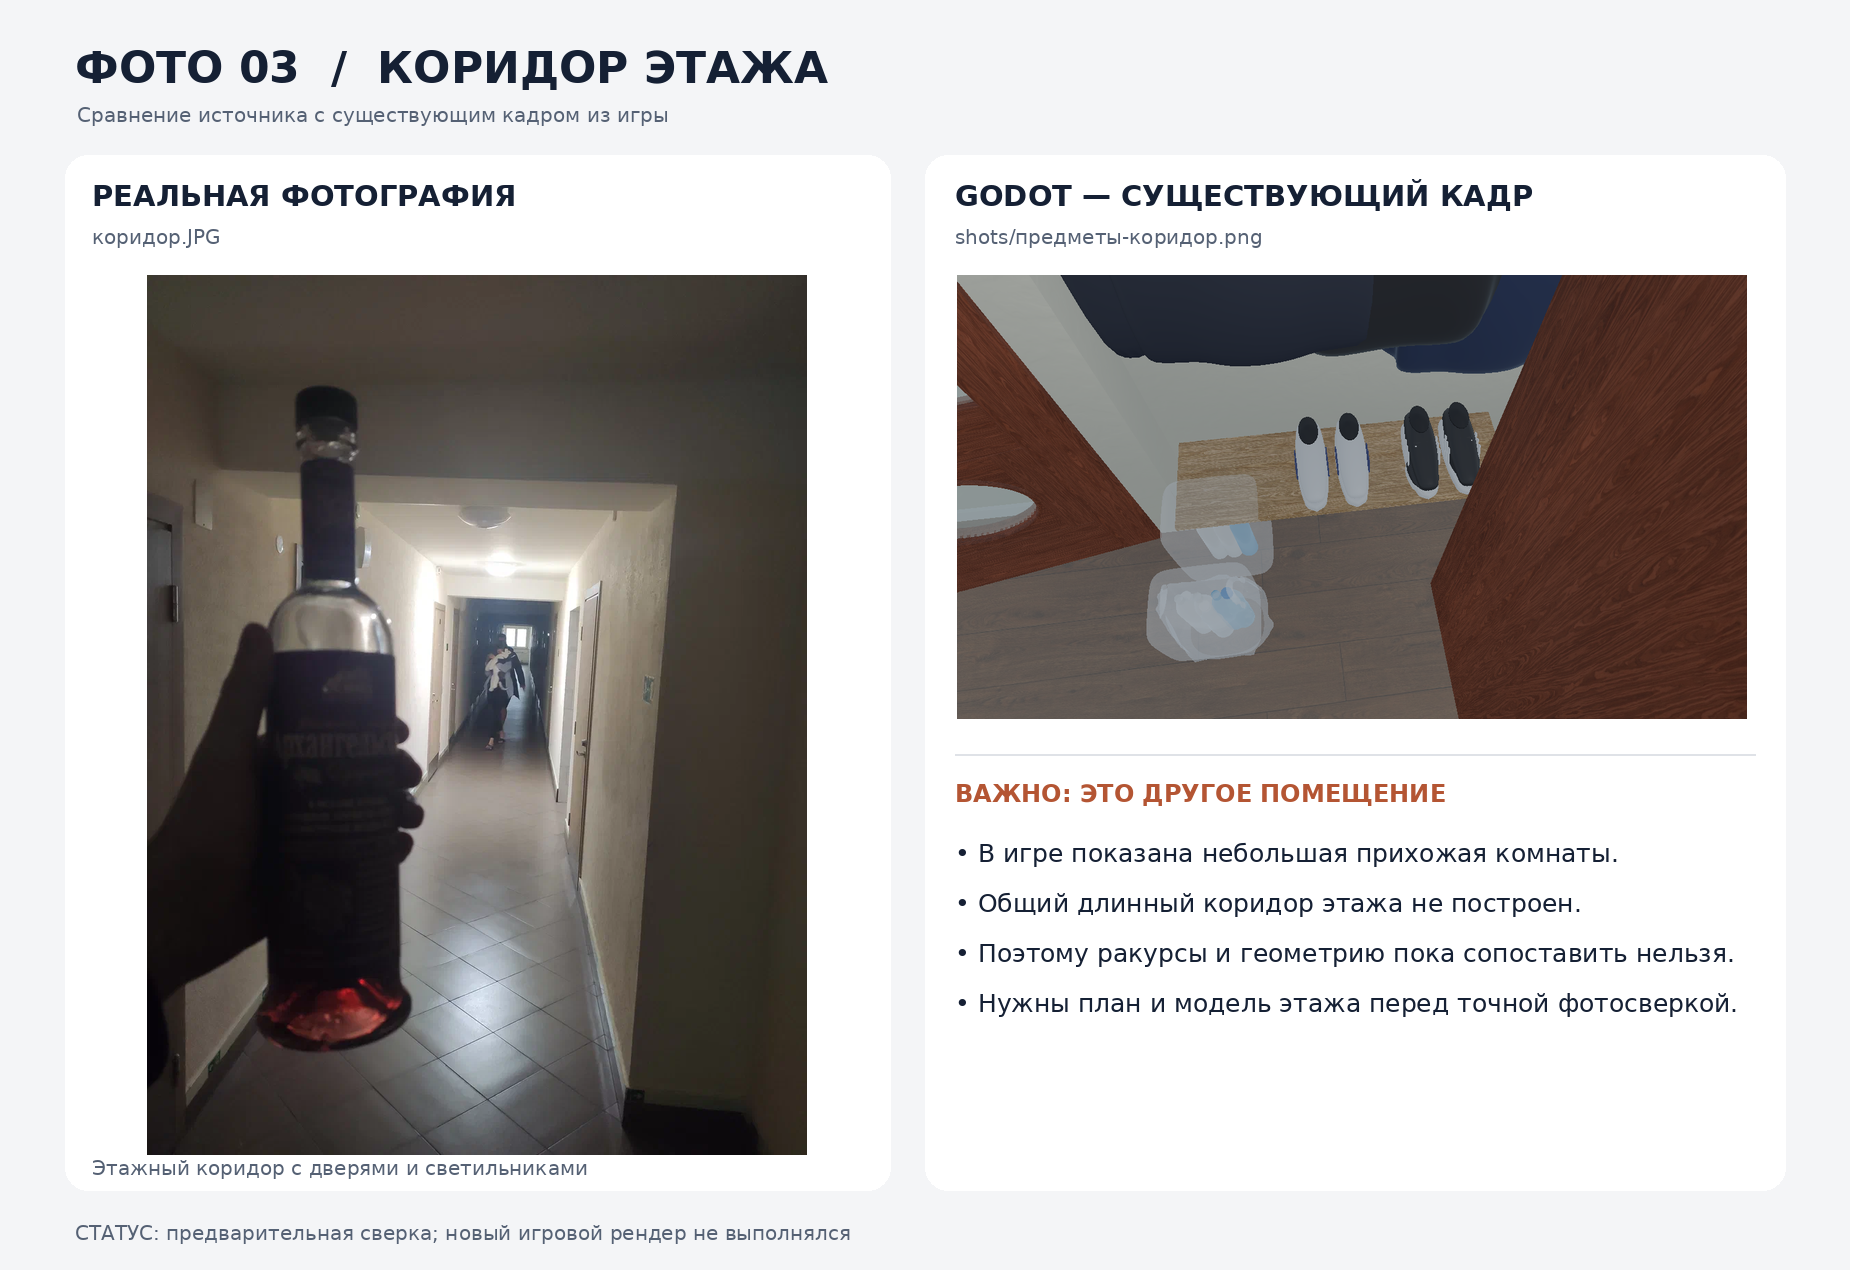 ФОТО 03 / КОРИДОР ЭТАЖА
Сравнение источника с существующим кадром из игры
РЕАЛЬНАЯ ФОТОГРАФИЯ
коридор.JPG
Этажный коридор с дверями и светильниками
GODOT — СУЩЕСТВУЮЩИЙ КАДР
shots/предметы-коридор.png
ВАЖНО: ЭТО ДРУГОЕ ПОМЕЩЕНИЕ
• В игре показана небольшая прихожая комнаты.
• Общий длинный коридор этажа не построен.
• Поэтому ракурсы и геометрию пока сопоставить нельзя.
• Нужны план и модель этажа перед точной фотосверкой.
СТАТУС: предварительная сверка; новый игровой рендер не выполнялся